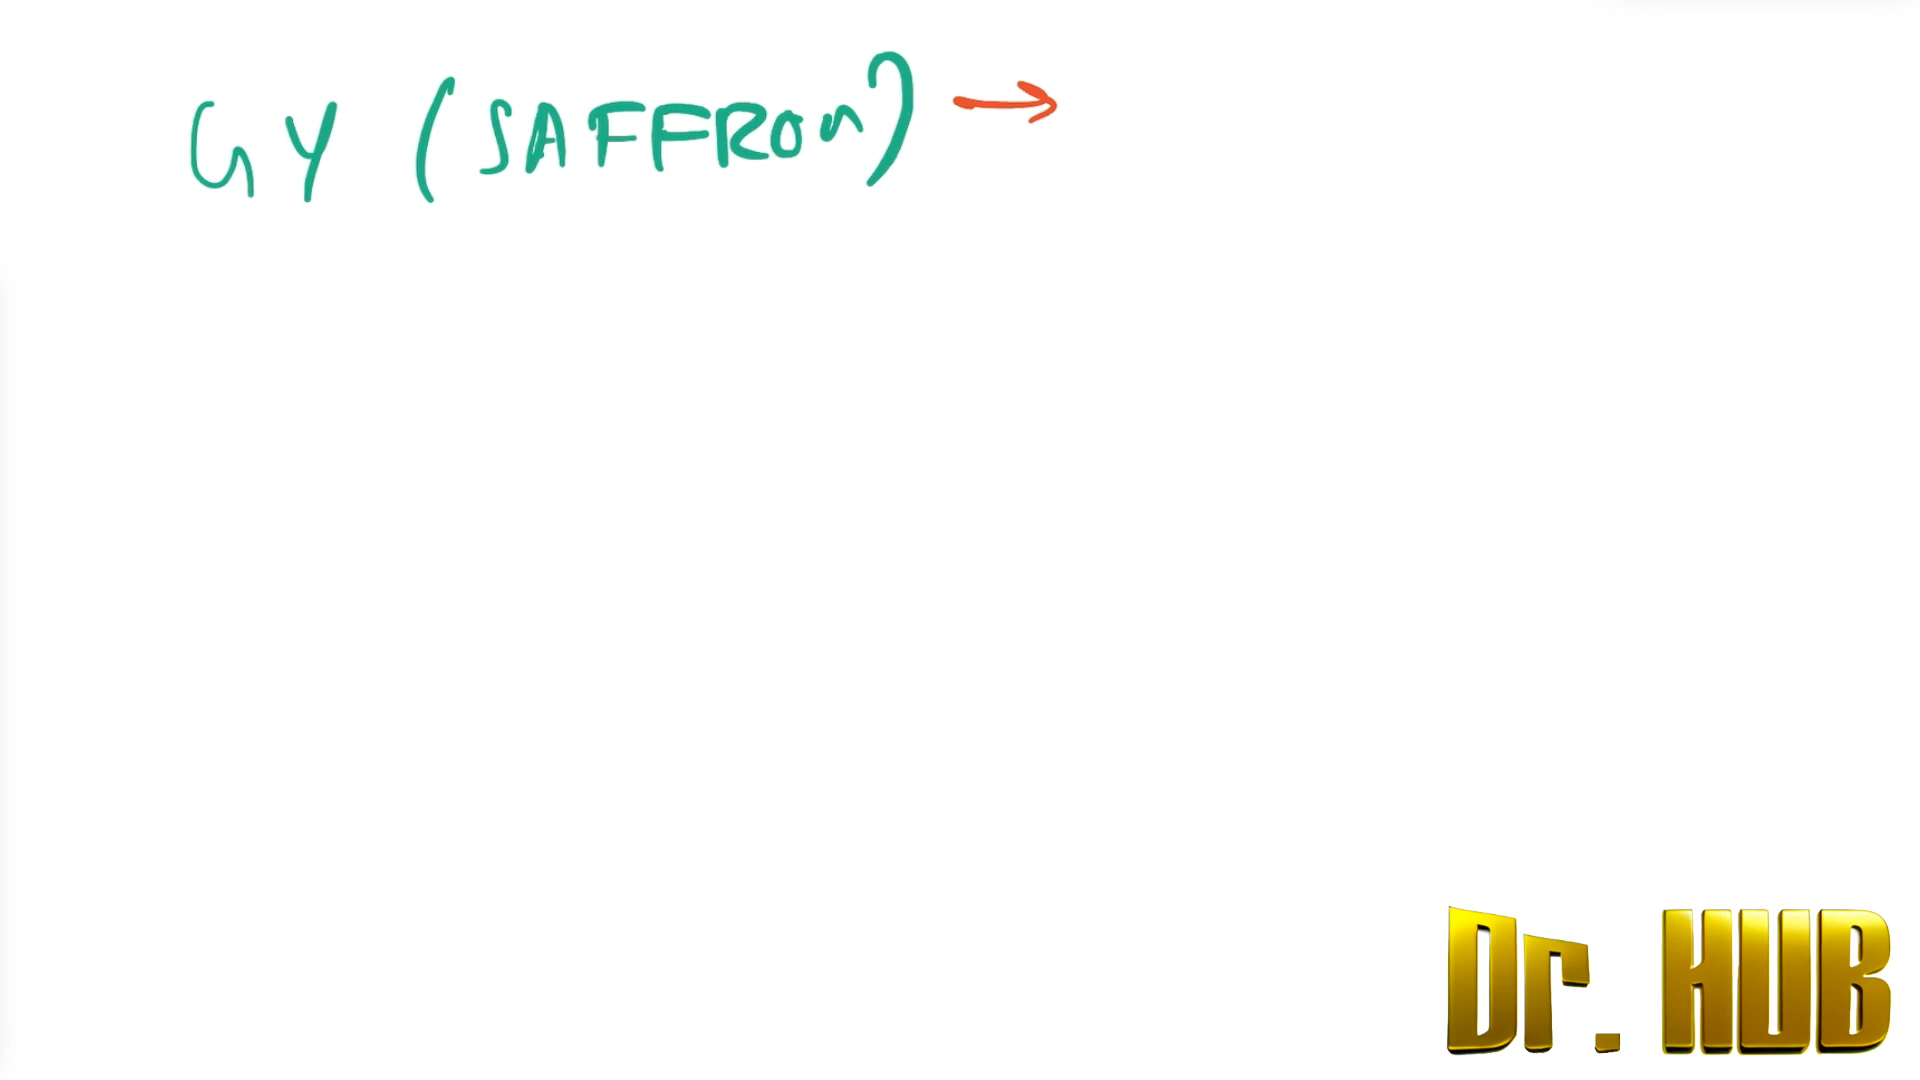 GY (SAFFRON) →
Dr. HUB